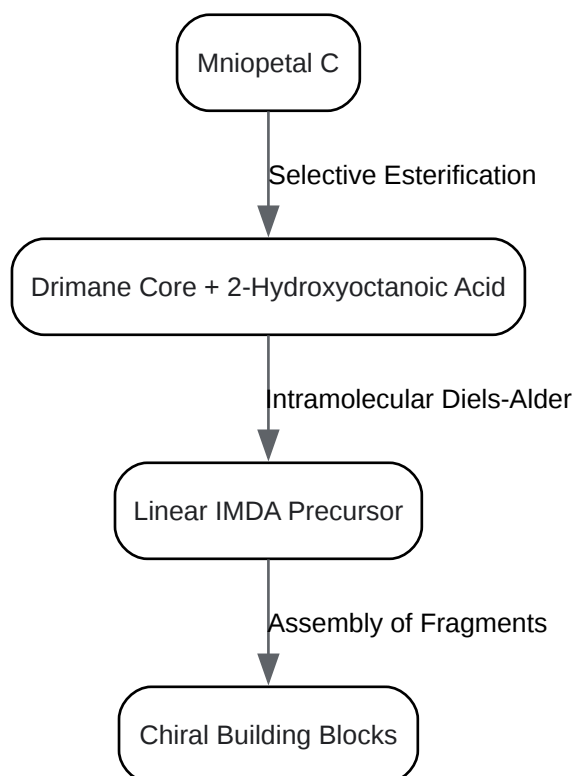 Mniopetal C
Selective Esterification
Drimane Core + 2-Hydroxyoctanoic Acid
Intramolecular Diels-Alder
Linear IMDA Precursor
Assembly of Fragments
Chiral Building Blocks